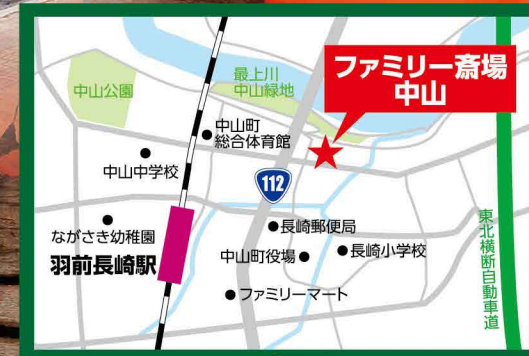 ファミリー斎場
中山
最上川
中山緑地
中山公園
中山町
総合体育館
中山中学校
112
ながさき幼稚園
羽前長崎駅
長崎郵便局
中山町役場
長崎小学校
ファミリーマート
東北横断自動車道